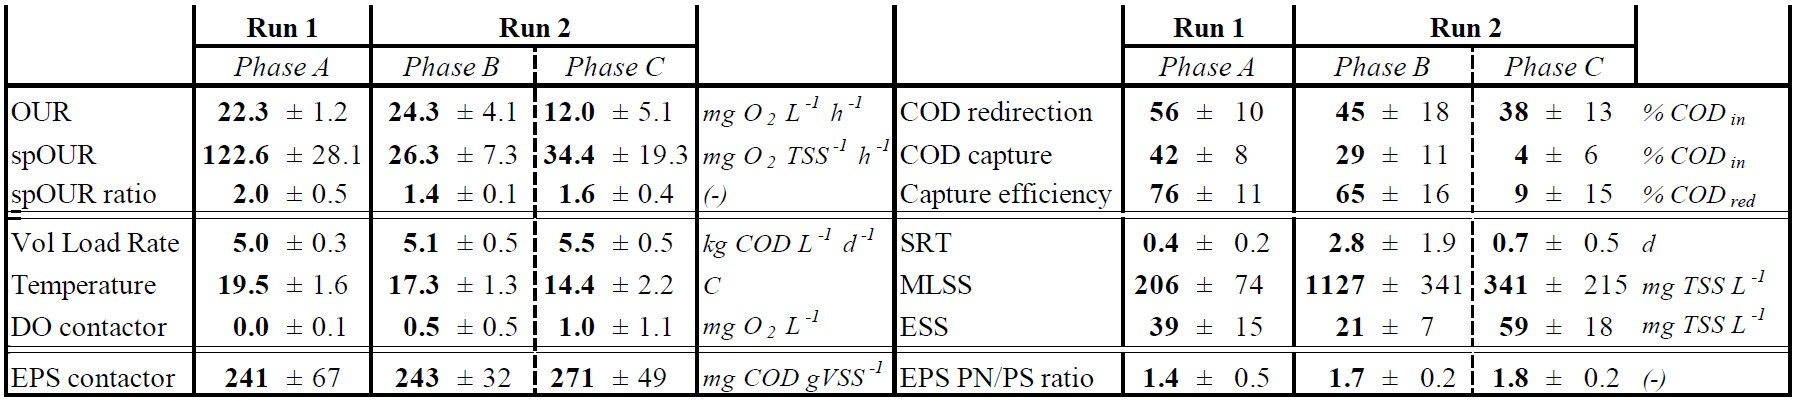 Run 1 Run 2 Run 1 Run 2
Phase A Phase B Phase C Phase A Phase B Phase C
OUR 22.3 ± 1.2 24.3 ± 4.1 12.0 ± 5.1 mg O2 L-1 h-1 COD redirection 56 ± 10 45 ± 18 38 ± 13 % COD in
spOUR 122.6 ± 28.1 26.3 ± 7.3 34.4 ± 19.3 mg O2 TSS-1 h-1 COD capture 42 ± 8 29 ± 11 4 ± 6 % COD in
spOUR ratio 2.0 ± 0.5 1.4 ± 0.1 1.6 ± 0.4 (-) Capture efficiency 76 ± 11 65 ± 16 9 ± 15 % COD red
Vol Load Rate 5.0 ± 0.3 5.1 ± 0.5 5.5 ± 0.5 kg COD L-1 d-1 SRT 0.4 ± 0.2 2.8 ± 1.9 0.7 ± 0.5 d
Temperature 19.5 ± 1.6 17.3 ± 1.3 14.4 ± 2.2 C MLSS 206 ± 74 1127 ± 341 341 ± 215 mg TSS L-1
DO contactor 0.0 ± 0.1 0.5 ± 0.5 1.0 ± 1.1 mg O2 L-1 ESS 39 ± 15 21 ± 7 59 ± 18 mg TSS L-1
EPS contactor 241 ± 67 243 ± 32 271 ± 49 mg COD gVSS-1 EPS PN/PS ratio 1.4 ± 0.5 1.7 ± 0.2 1.8 ± 0.2 (-)